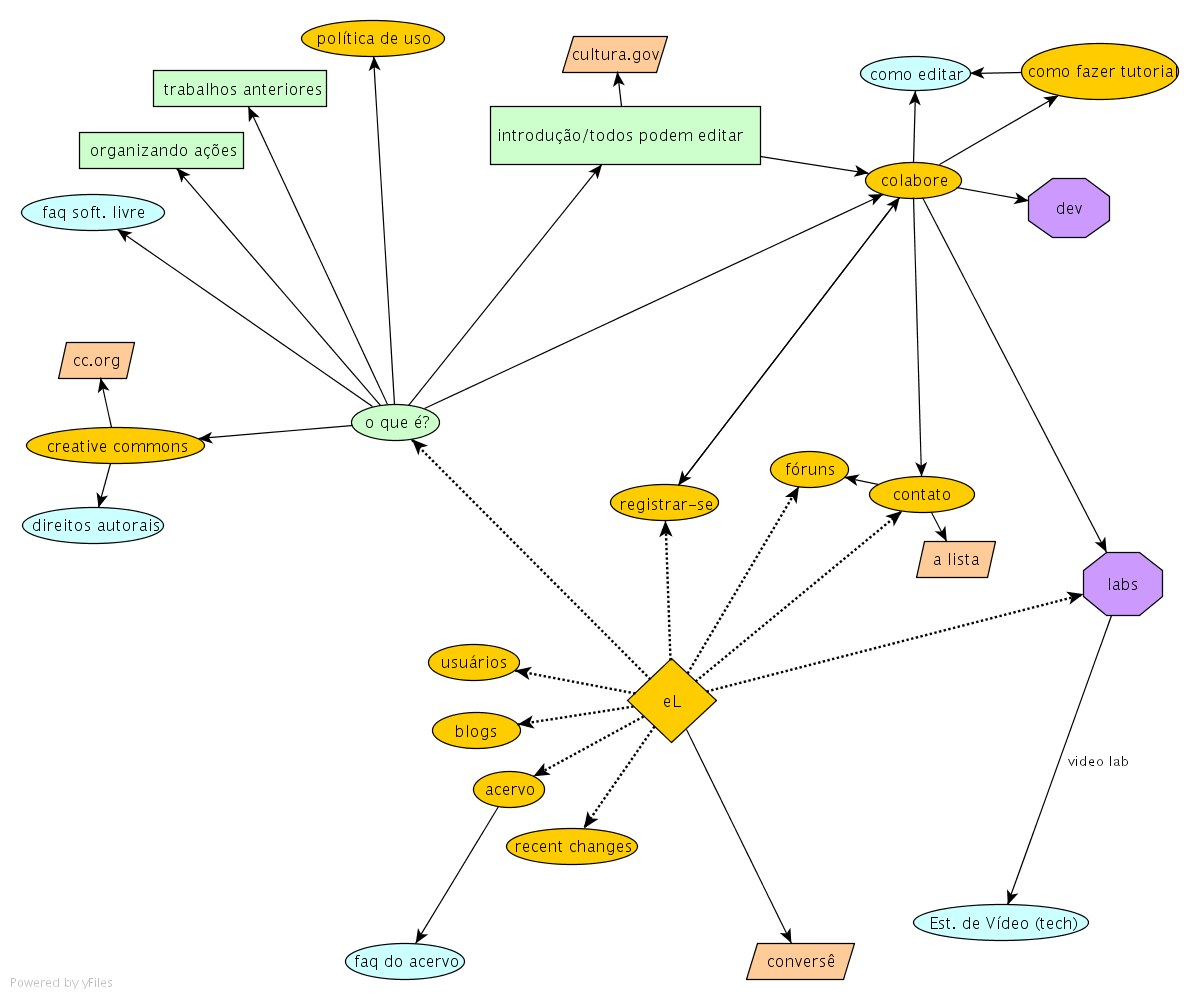 política de uso
cultura.gov
como editar
como fazer tutorial
trabalhos anteriores
introdução/todos podem editar
organizando ações
colabore
faq soft. livre
dev
cc.org
o que é?
creative commons
fóruns
contato
registrar-se
direitos autorais
a lista
labs
usuários
eL
blogs
video lab
acervo
recent changes
Est. de Vídeo (tech)
faq do acervo
conversê
Powered by yFiles